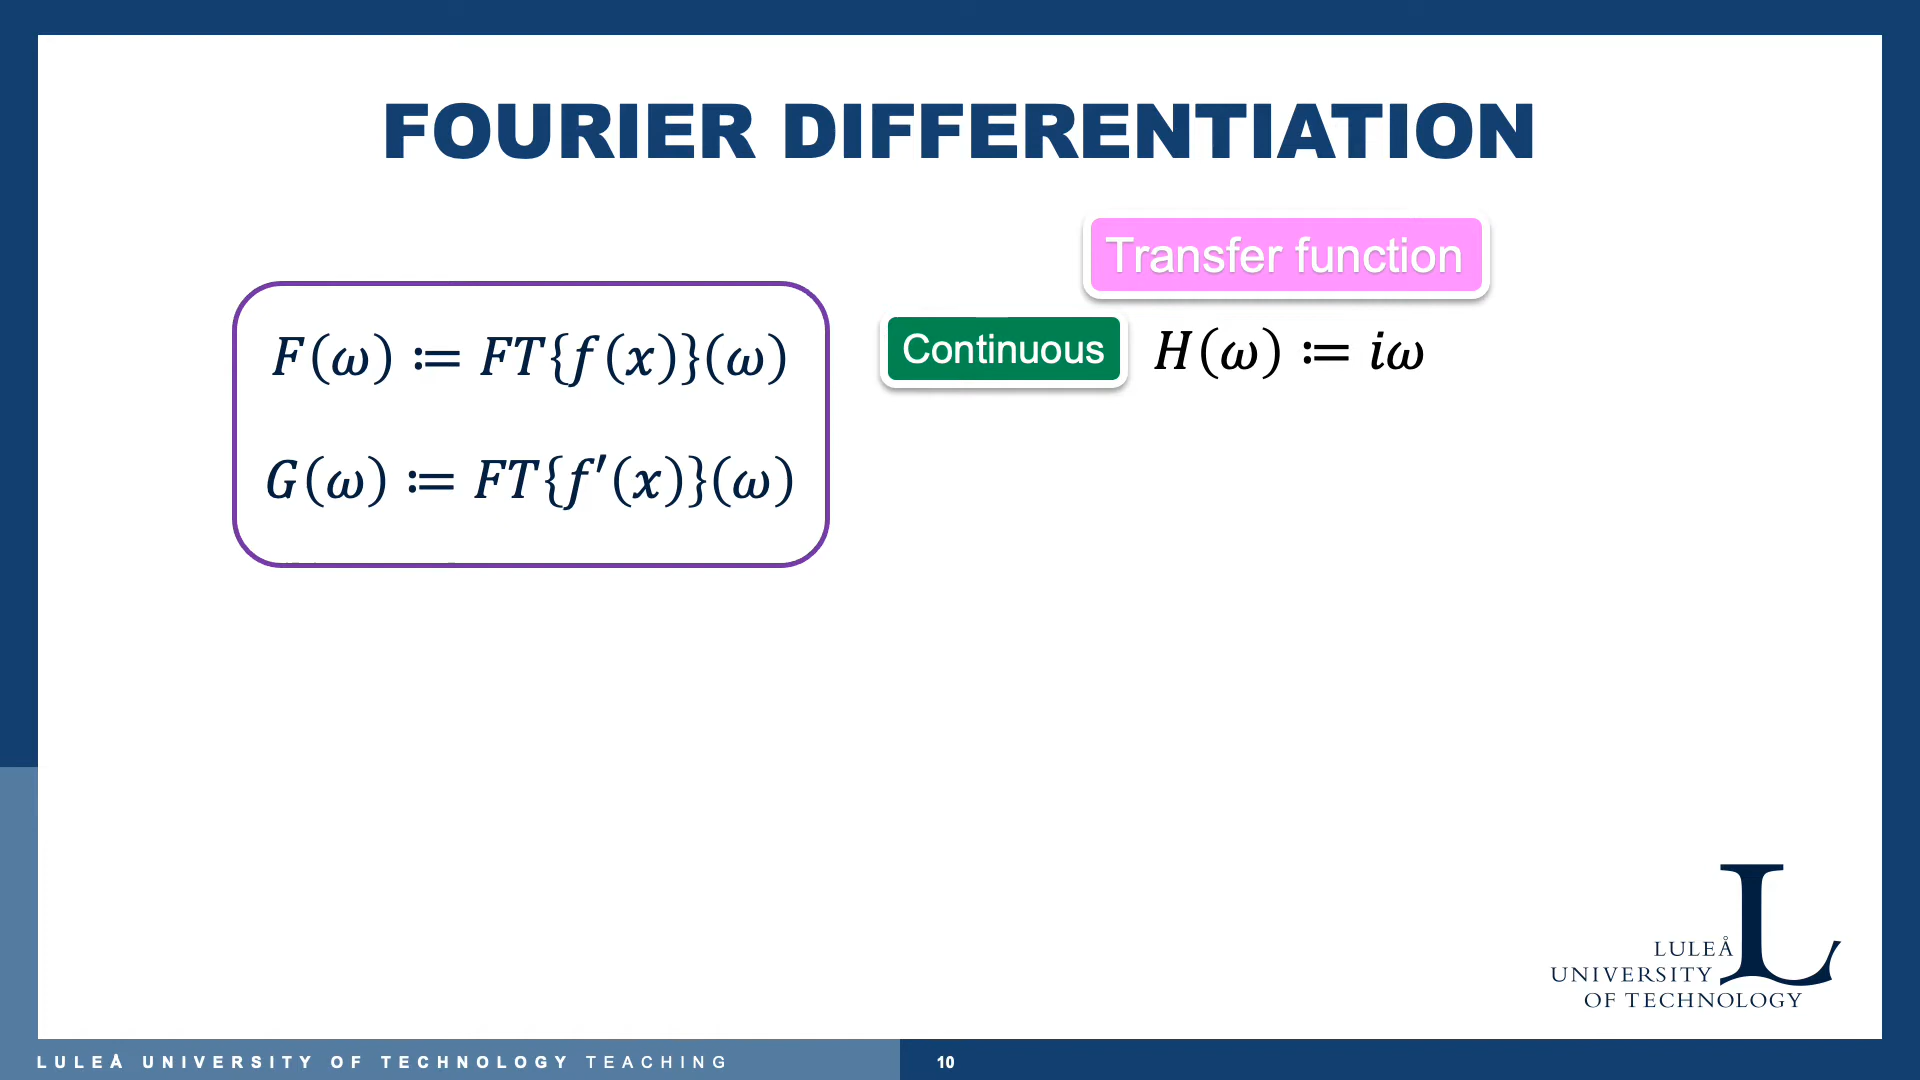 FOURIER DIFFERENTIATION
Transfer function
F(ω) ≔ FT{f(x)}(ω)
Continuous H(ω) ≔ iω
G(ω) ≔ FT{f′(x)}(ω)
LULEÅ
UNIVERSITY
OF TECHNOLOGY
L
LULEÅ UNIVERSITY OF TECHNOLOGY TEACHING
10